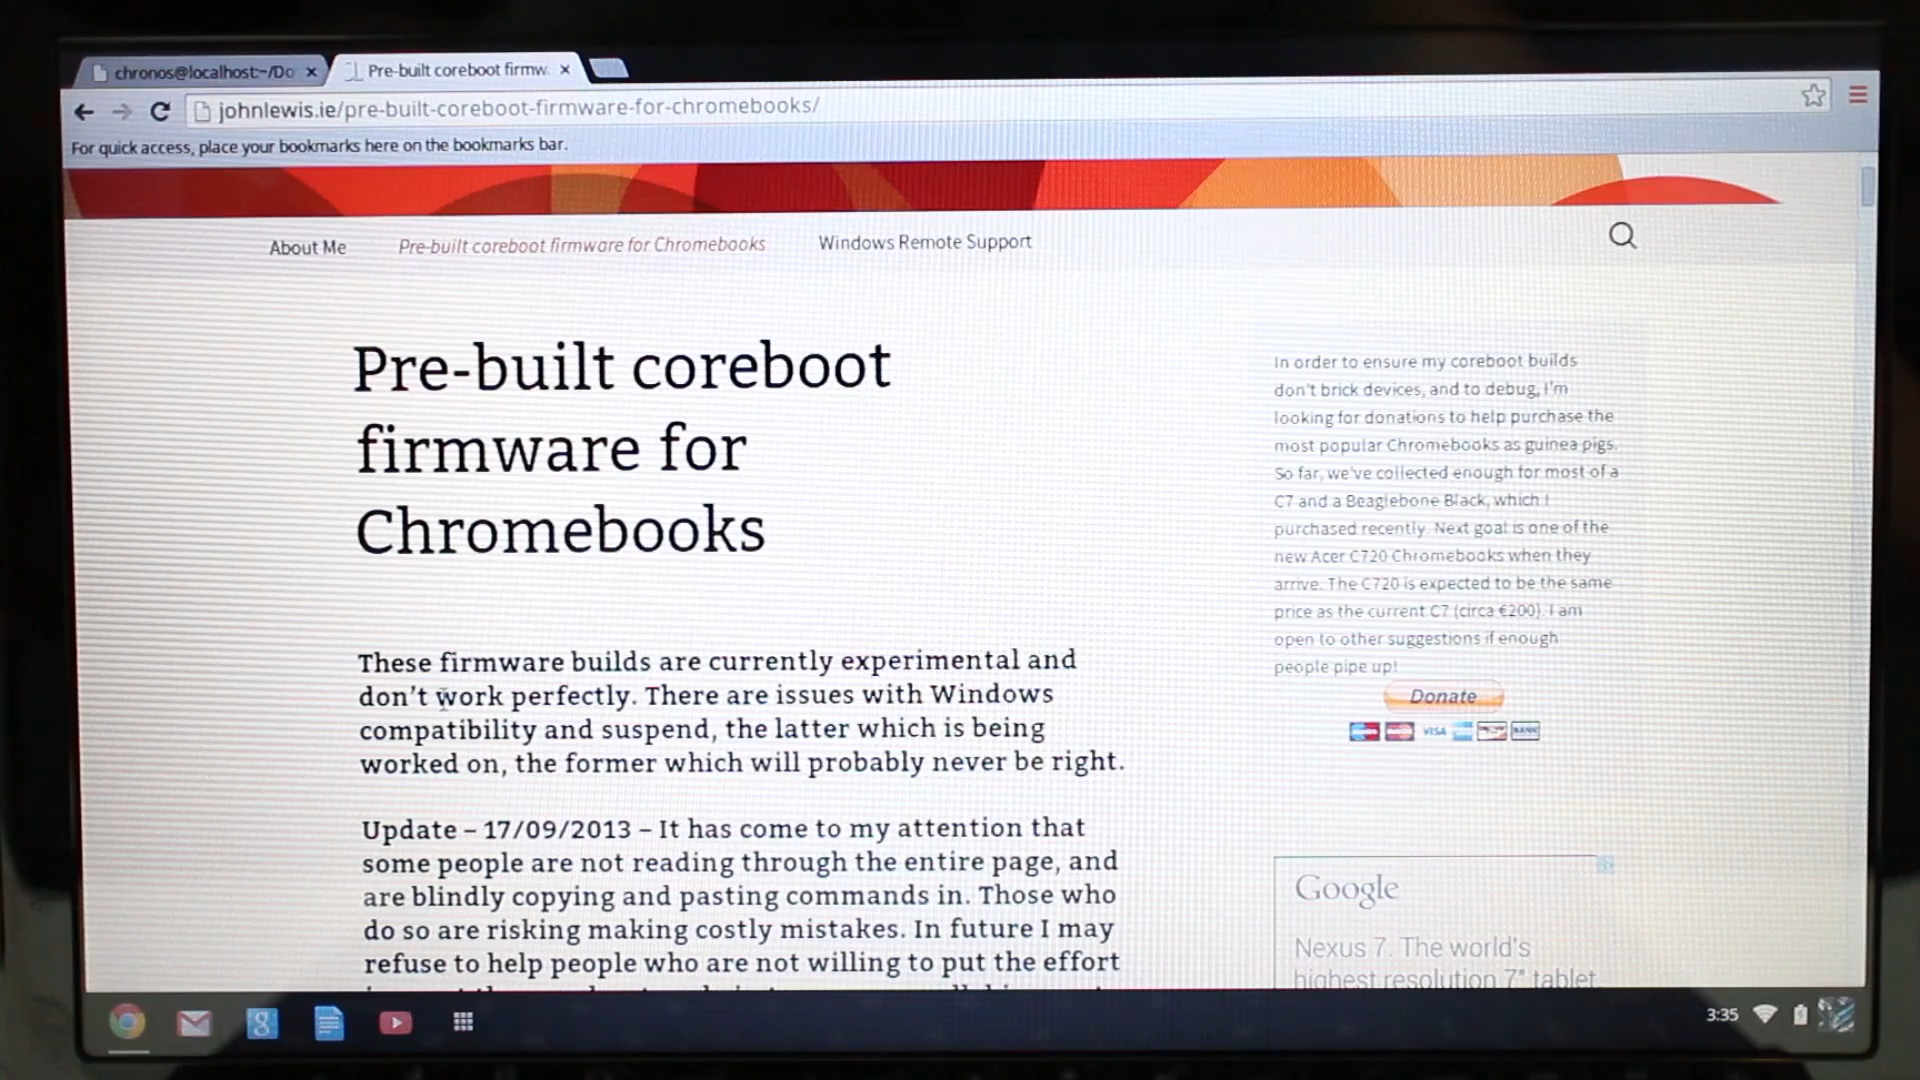 chronos@localhost:~/Do
Pre-built coreboot firmw
johnlewis.ie/pre-built-coreboot-firmware-for-chromebooks/
For quick access, place your bookmarks here on the bookmarks bar.
About Me
Pre-built coreboot firmware for Chromebooks
Windows Remote Support
Pre-built coreboot
firmware for
Chromebooks
These firmware builds are currently experimental and
don't work perfectly. There are issues with Windows
compatibility and suspend, the latter which is being
worked on, the former which will probably never be right.
Update – 17/09/2013 – It has come to my attention that
some people are not reading through the entire page, and
are blindly copying and pasting commands in. Those who
do so are risking making costly mistakes. In future I may
refuse to help people who are not willing to put the effort
In order to ensure my coreboot builds
don't brick devices, and to debug, I'm
looking for donations to help purchase the
most popular Chromebooks as guinea pigs.
So far, we've collected enough for most of a
C7 and a Beaglebone Black, which I
purchased recently. Next goal is one of the
new Acer C720 Chromebooks when they
arrive. The C720 is expected to be the same
price as the current C7 (circa €200). I am
open to other suggestions if enough
people pipe up!
Donate
VISA
BANK
Google
Nexus 7. The world's
highest resolution 7" tablet
3:35